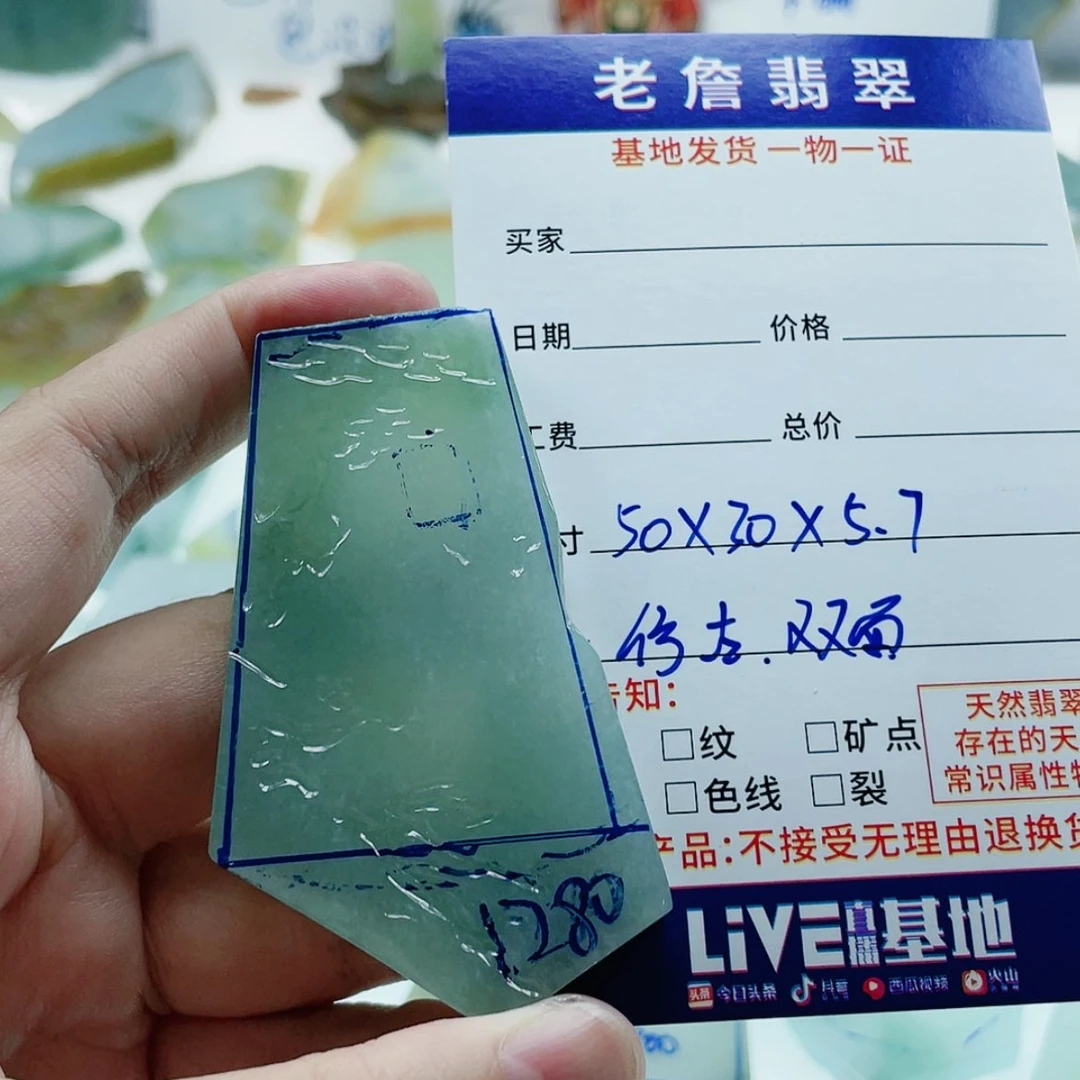 老詹翡翠
基地发货 一物一证
买家
日期 价格
工费 总价
寸 50X30X5.7
仿古.双面
告知:
□纹 □矿点
□色线 □裂
天然翡翠
存在的天
常识属性
产品:不接受无理由退换货
LiVE直播基地
头条 今日头条 抖音 西瓜视频 火山
1280